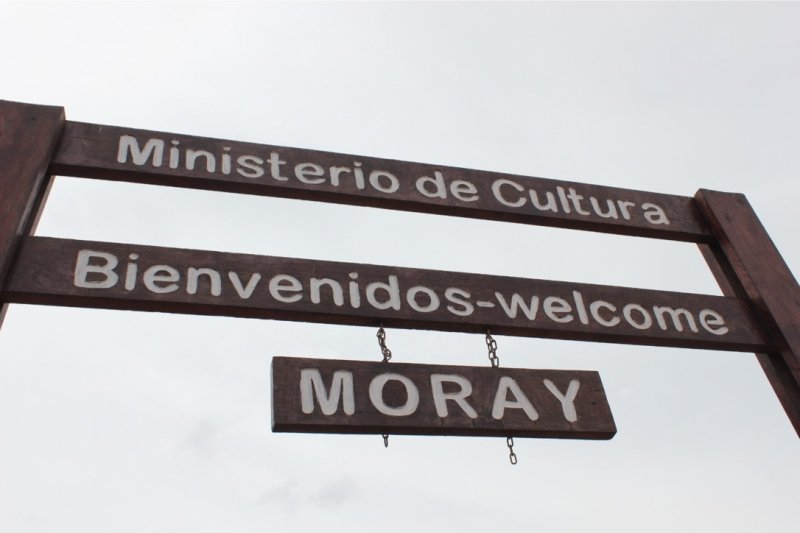 Ministerio de Cultura
Bienvenidos-welcome
MORAY